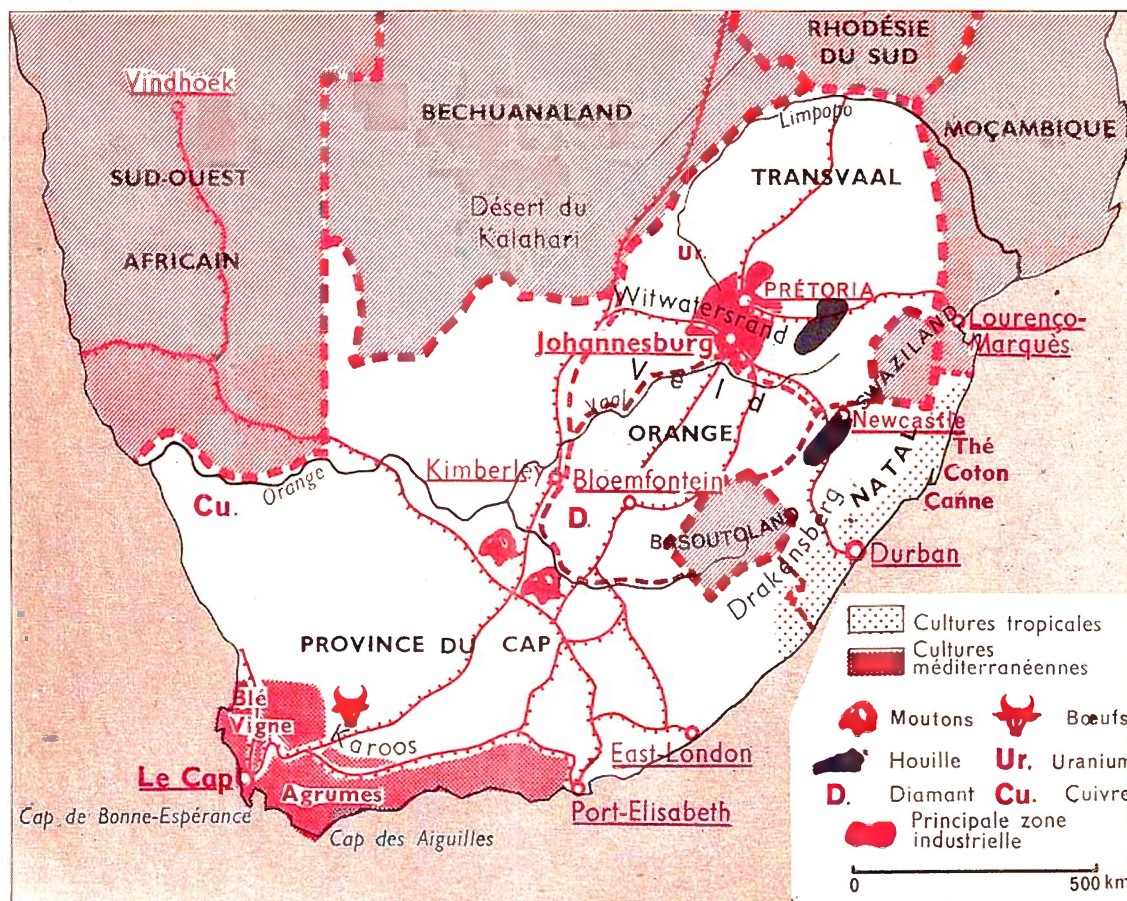 RHODÉSIE
DU SUD
Vindhoek
BECHUANALAND
Limpopo
MOÇAMBIQUE
SUD-OUEST
AFRICAIN
TRANSVAAL
Désert du
Kalahari
Ur.
PRÉTORIA
Witwatersrand
Johannesburg
Lourenço-
Marquès
SWAZILAND
Veld
Vaal
Newcastle
ORANGE
NATAL
Thé
Coton
Canne
Kimberley
Bloemfontein
Orange
Cu.
D.
BASOUTOLAND
Drakensberg
Durban
PROVINCE DU CAP
Blé
Vigne
Karoos
East-London
Le Cap
Agrumes
Port-Elisabeth
Cap de Bonne-Espérance
Cap des Aiguilles
Cultures tropicales
Cultures
méditerranéennes
Moutons
Bœufs
Houille
Ur. Uranium
D. Diamant
Cu. Cuivre
Principale zone
industrielle
0 500 km